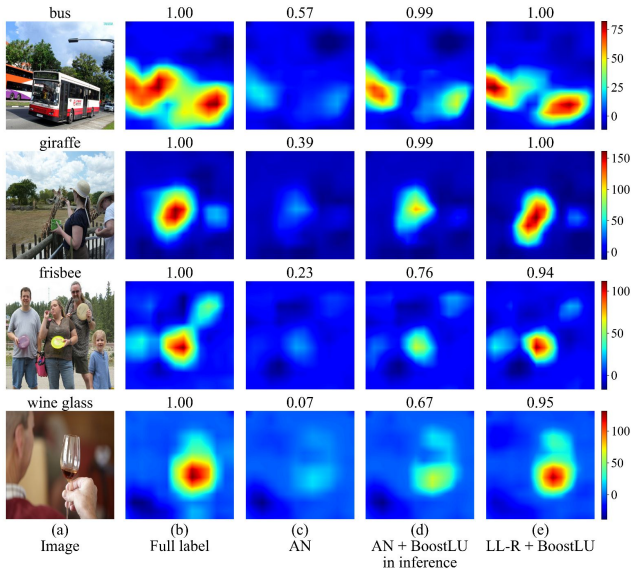 bus 1.00 0.57 0.99 1.00
75
50
25
0
giraffe 1.00 0.39 0.99 1.00
150
100
50
0
frisbee 1.00 0.23 0.76 0.94
100
50
0
wine glass 1.00 0.07 0.67 0.95
100
50
0
(a) (b) (c) (d) (e)
Image Full label AN AN + BoostLU LL-R + BoostLU
in inference